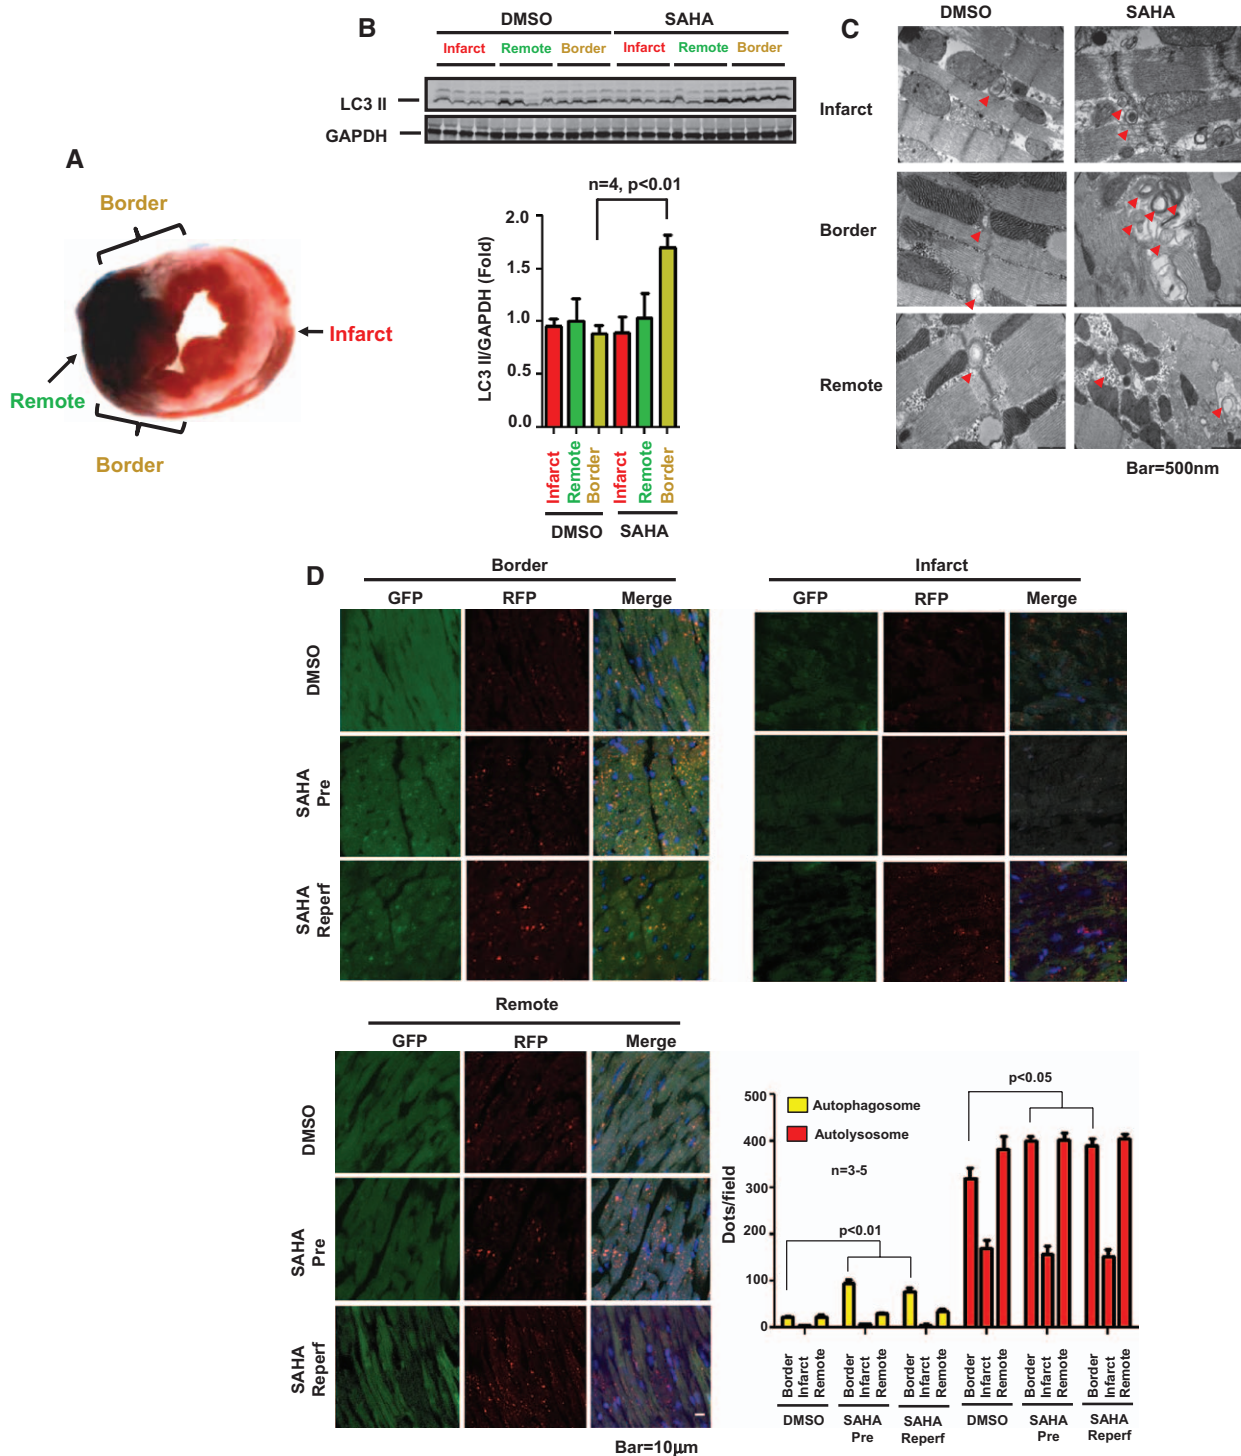 A
Border
Infarct
Remote
Border
B
DMSO SAHA
Infarct Remote Border Infarct Remote Border
LC3 II
GAPDH
n=4, p<0.01
LC3 II/GAPDH (Fold)
2.0
1.5
1.0
0.5
0.0
Infarct Remote Border Infarct Remote Border
DMSO SAHA
C
DMSO SAHA
Infarct
Border
Remote
Bar=500nm
D
Border
GFP RFP Merge
DMSO
SAHA
Pre
SAHA
Reperf
Infarct
GFP RFP Merge
Remote
GFP RFP Merge
DMSO
SAHA
Pre
SAHA
Reperf
Bar=10μm
Dots/field
500
400
300
200
100
0
Autophagosome
Autolysosome
n=3-5
p<0.01
p<0.05
Border Infarct Remote Border Infarct Remote Border Infarct Remote Border Infarct Remote Border Infarct Remote Border Infarct Remote
DMSO SAHA SAHA DMSO SAHA SAHA
Pre Reperf Pre Reperf